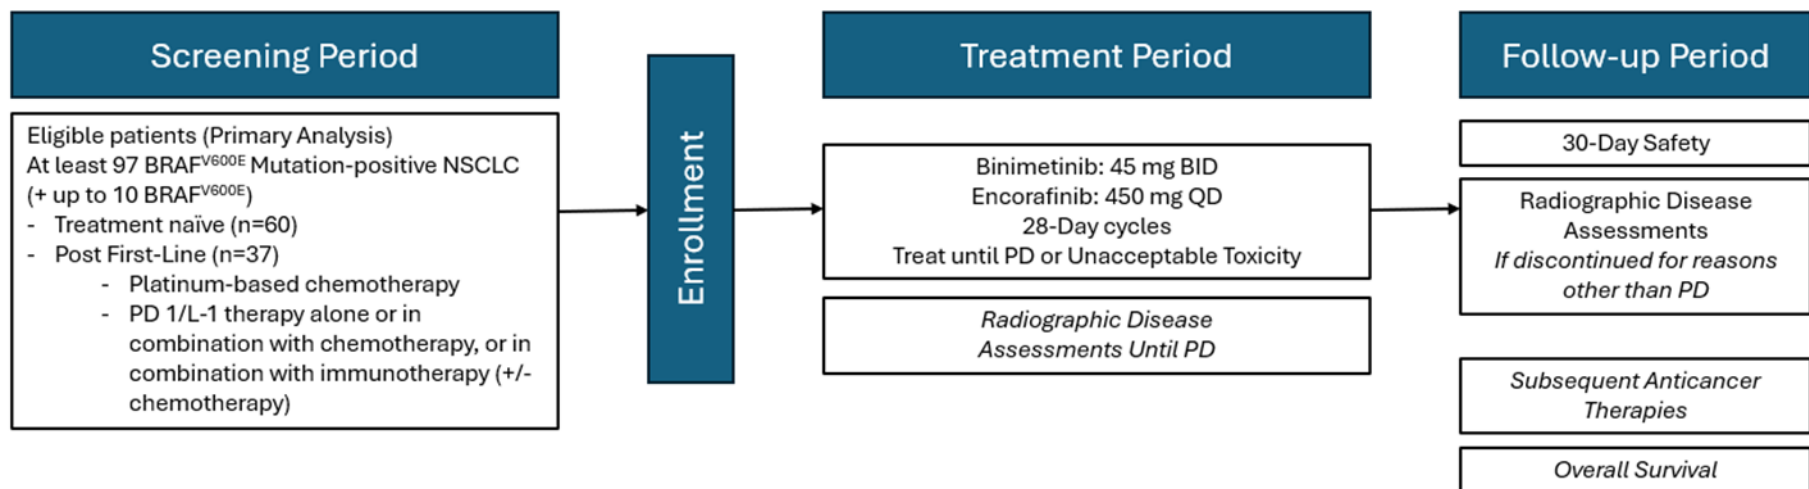 Screening Period
Eligible patients (Primary Analysis)
At least 97 BRAFV600E Mutation-positive NSCLC
(+ up to 10 BRAFV600E)
- Treatment naïve (n=60)
- Post First-Line (n=37)
- Platinum-based chemotherapy
- PD 1/L-1 therapy alone or in
combination with chemotherapy, or in
combination with immunotherapy (+/-
chemotherapy)
Enrollment
Treatment Period
Binimetinib: 45 mg BID
Encorafinib: 450 mg QD
28-Day cycles
Treat until PD or Unacceptable Toxicity
Radiographic Disease
Assessments Until PD
Follow-up Period
30-Day Safety
Radiographic Disease
Assessments
If discontinued for reasons
other than PD
Subsequent Anticancer
Therapies
Overall Survival